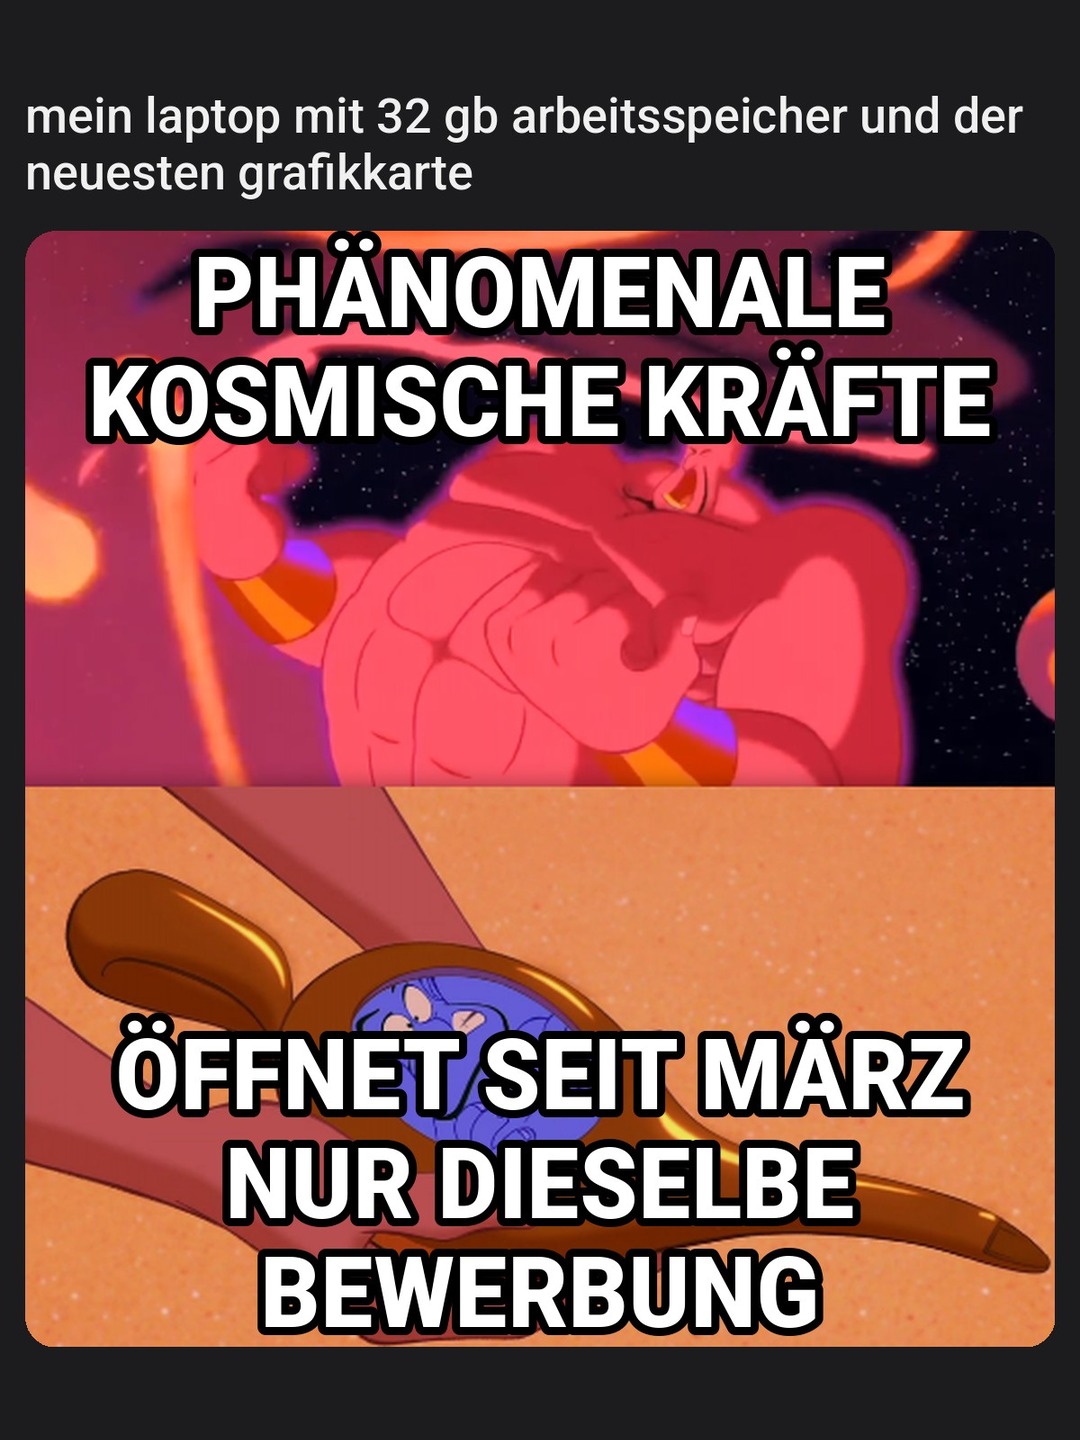 mein laptop mit 32 gb arbeitsspeicher und der
neuesten grafikkarte
PHÄNOMENALE
KOSMISCHE KRÄFTE
ÖFFNET SEIT MÄRZ
NUR DIESELBE
BEWERBUNG